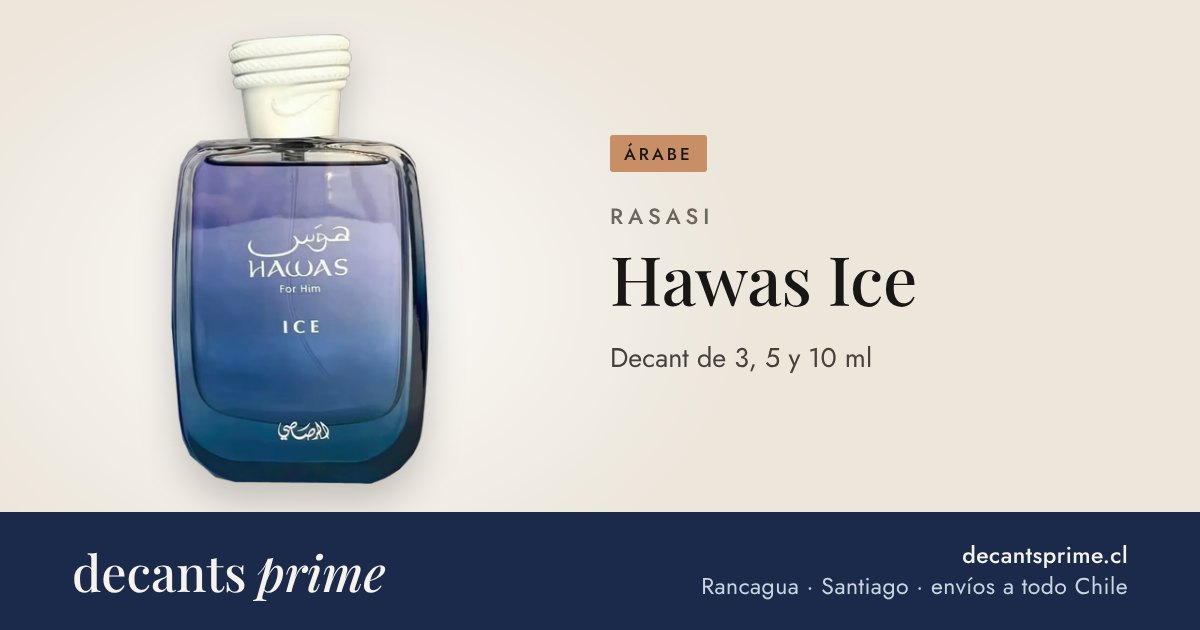 هوس
HAWAS
For Him
ICE
الرصاصي
ÁRABE
RASASI
Hawas Ice
Decant de 3, 5 y 10 ml
decants prime
decantsprime.cl
Rancagua · Santiago · envíos a todo Chile